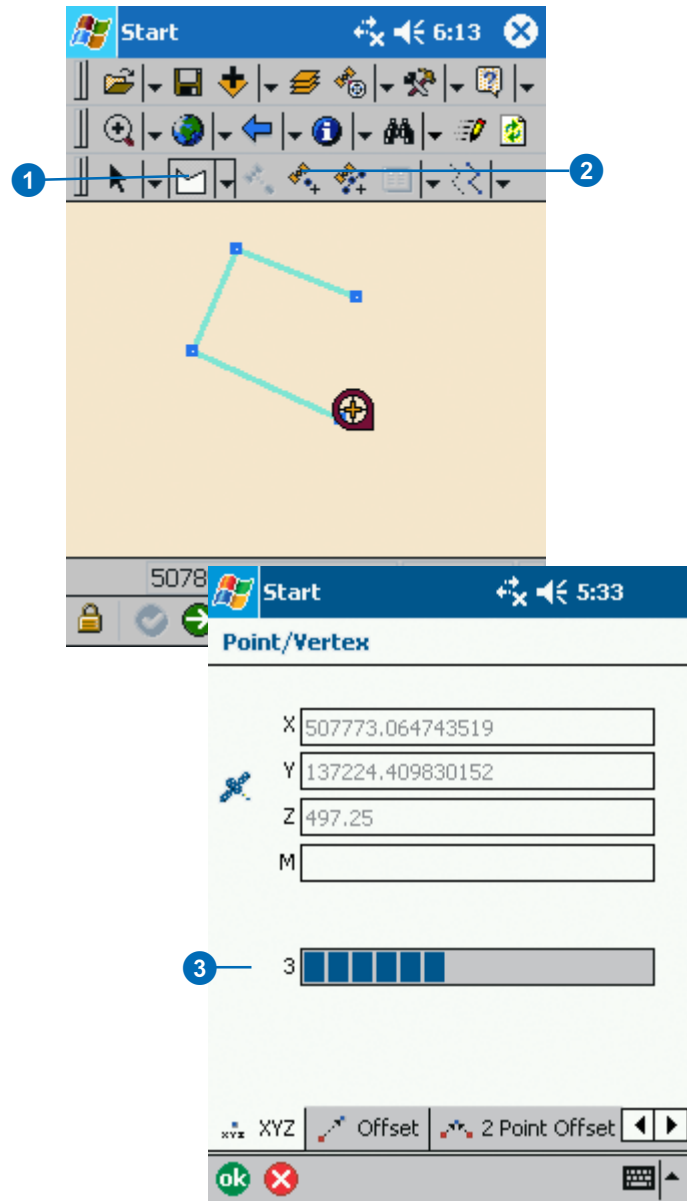 Start 6:13
1
2
5078
Start 5:33
Point/Vertex
X 507773.064743519
Y 137224.409830152
Z 497.25
M
3 3
XYZ Offset 2 Point Offset
ok